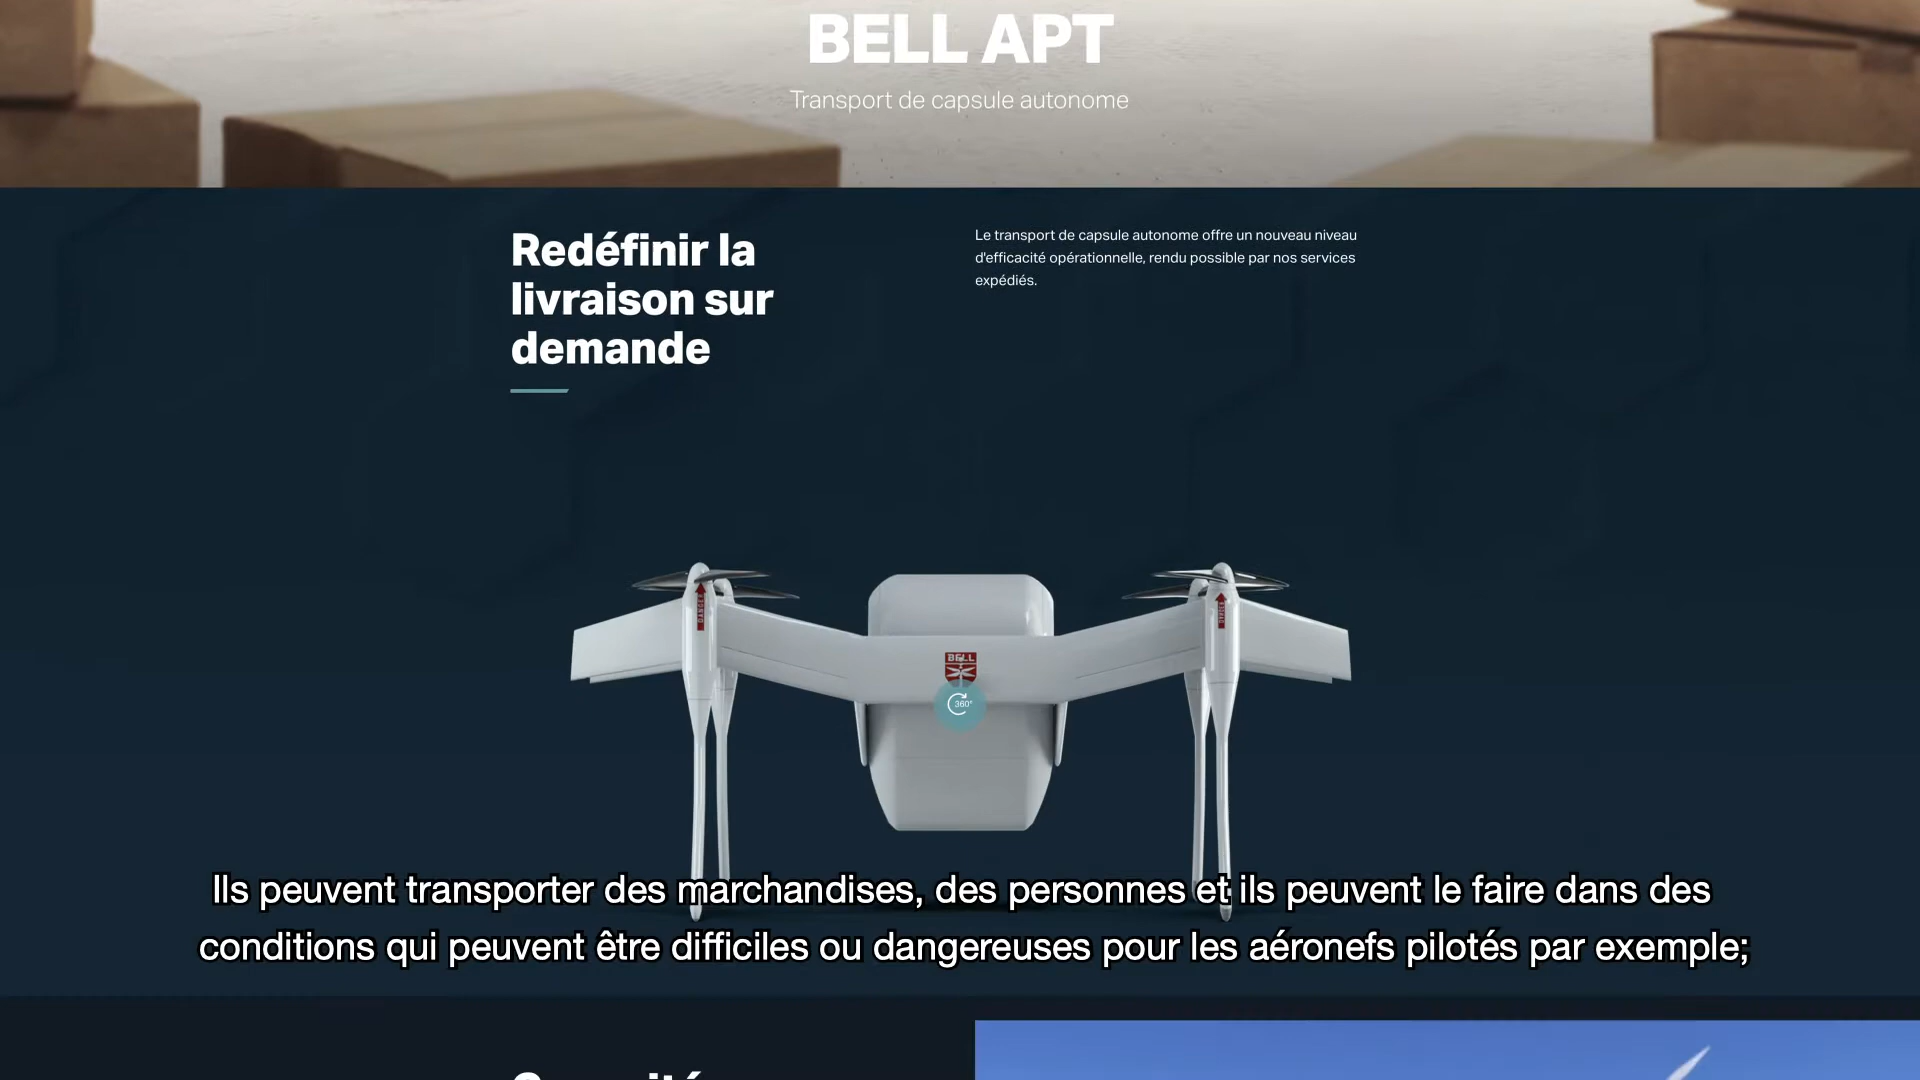 BELL APT
Transport de capsule autonome
Redéfinir la
livraison sur
demande
Le transport de capsule autonome offre un nouveau niveau
d'efficacité opérationnelle, rendu possible par nos services
expédiés.
DANGER
BELL
360°
Ils peuvent transporter des marchandises, des personnes et ils peuvent le faire dans des
conditions qui peuvent être difficiles ou dangereuses pour les aéronefs pilotés par exemple;